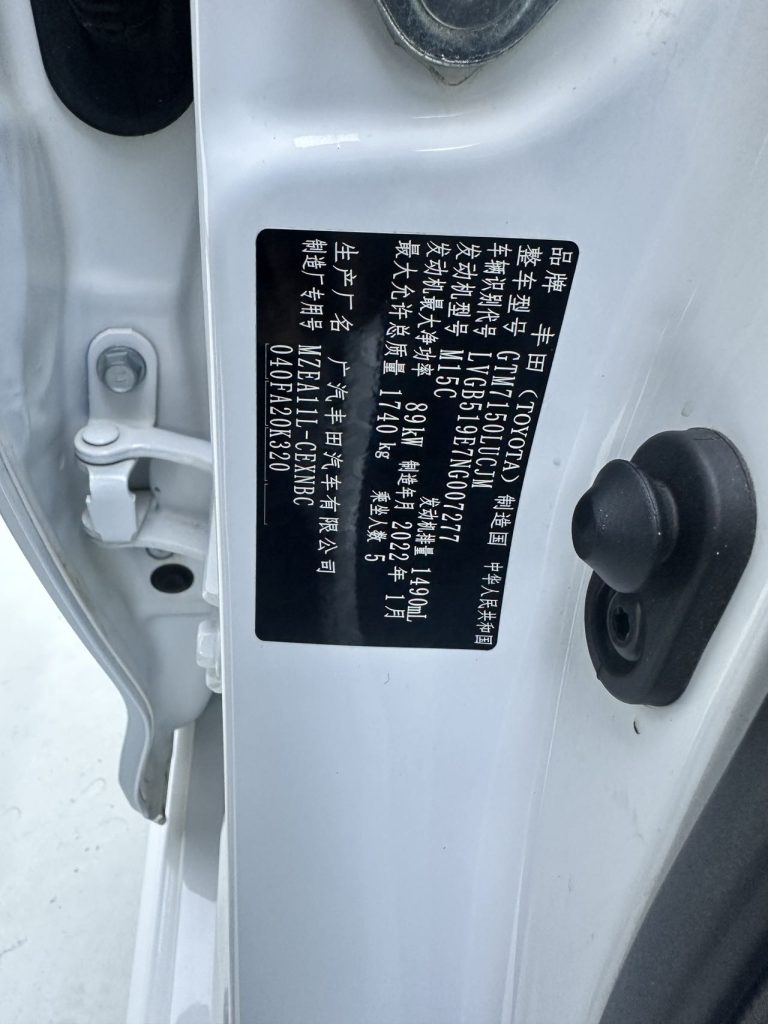 品牌 丰田 (TOYOTA) 制造国 中华人民共和国
整车型号 GTM7150LUCJM
车辆识别代号 LVGB519E7NG007277
发动机型号 M15C 发动机排量 1490mL
发动机最大净功率 89kW 制造年月 2022年 1月
最大允许总质量 1740 kg 乘坐人数 5
生产厂名 广汽丰田汽车有限公司
制造厂专用号 MZEA11L-CEXNBC
040FA20K320